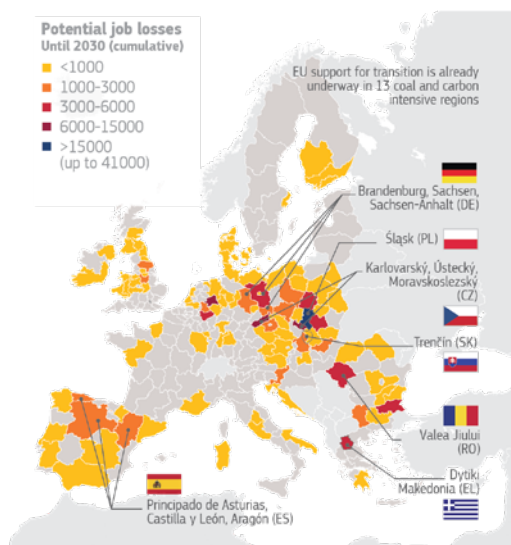 Potential job losses
Until 2030 (cumulative)
<1000
1000-3000
3000-6000
6000-15000
>15000
(up to 41000)
EU support for transition is already
underway in 13 coal and carbon
intensive regions
Brandenburg, Sachsen,
Sachsen-Anhalt (DE)
Śląsk (PL)
Karlovarský, Ústecký,
Moravskoslezský
(CZ)
Trenčín (SK)
Valea Jiului
(RO)
Dytiki
Makedonia (EL)
Principado de Asturias,
Castilla y León, Aragón (ES)